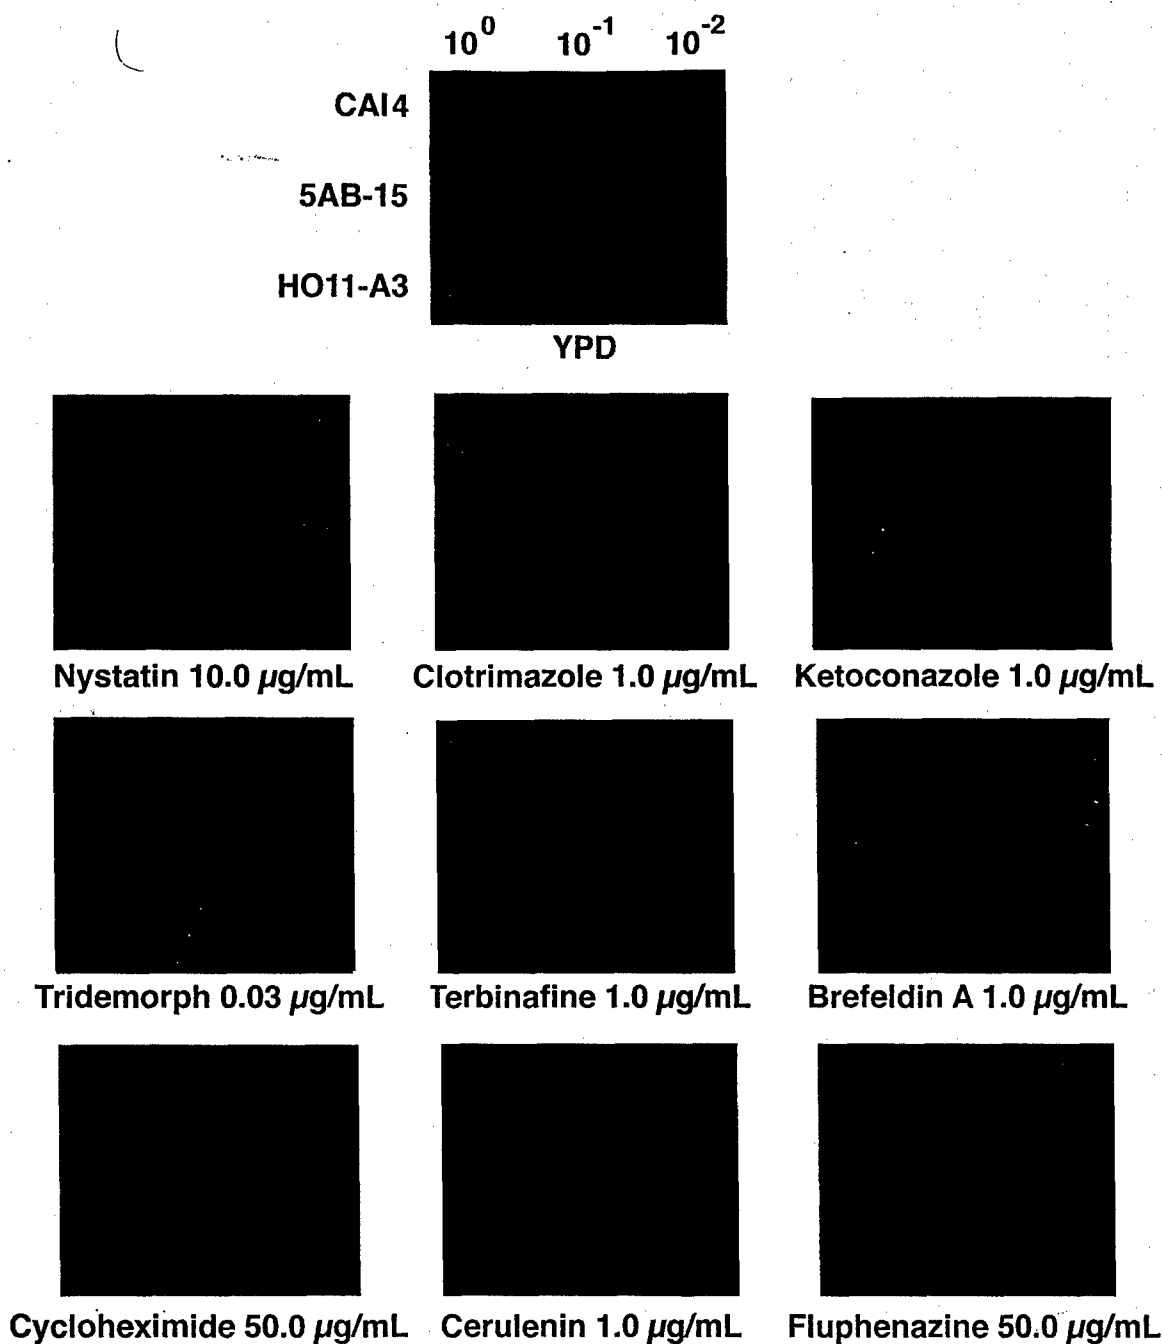 10^0 10^-1 10^-2
CAI4
5AB-15
HO11-A3
YPD
Nystatin 10.0 µg/mL Clotrimazole 1.0 µg/mL Ketoconazole 1.0 µg/mL
Tridemorph 0.03 µg/mL Terbinafine 1.0 µg/mL Brefeldin A 1.0 µg/mL
Cycloheximide 50.0 µg/mL Cerulenin 1.0 µg/mL Fluphenazine 50.0 µg/mL